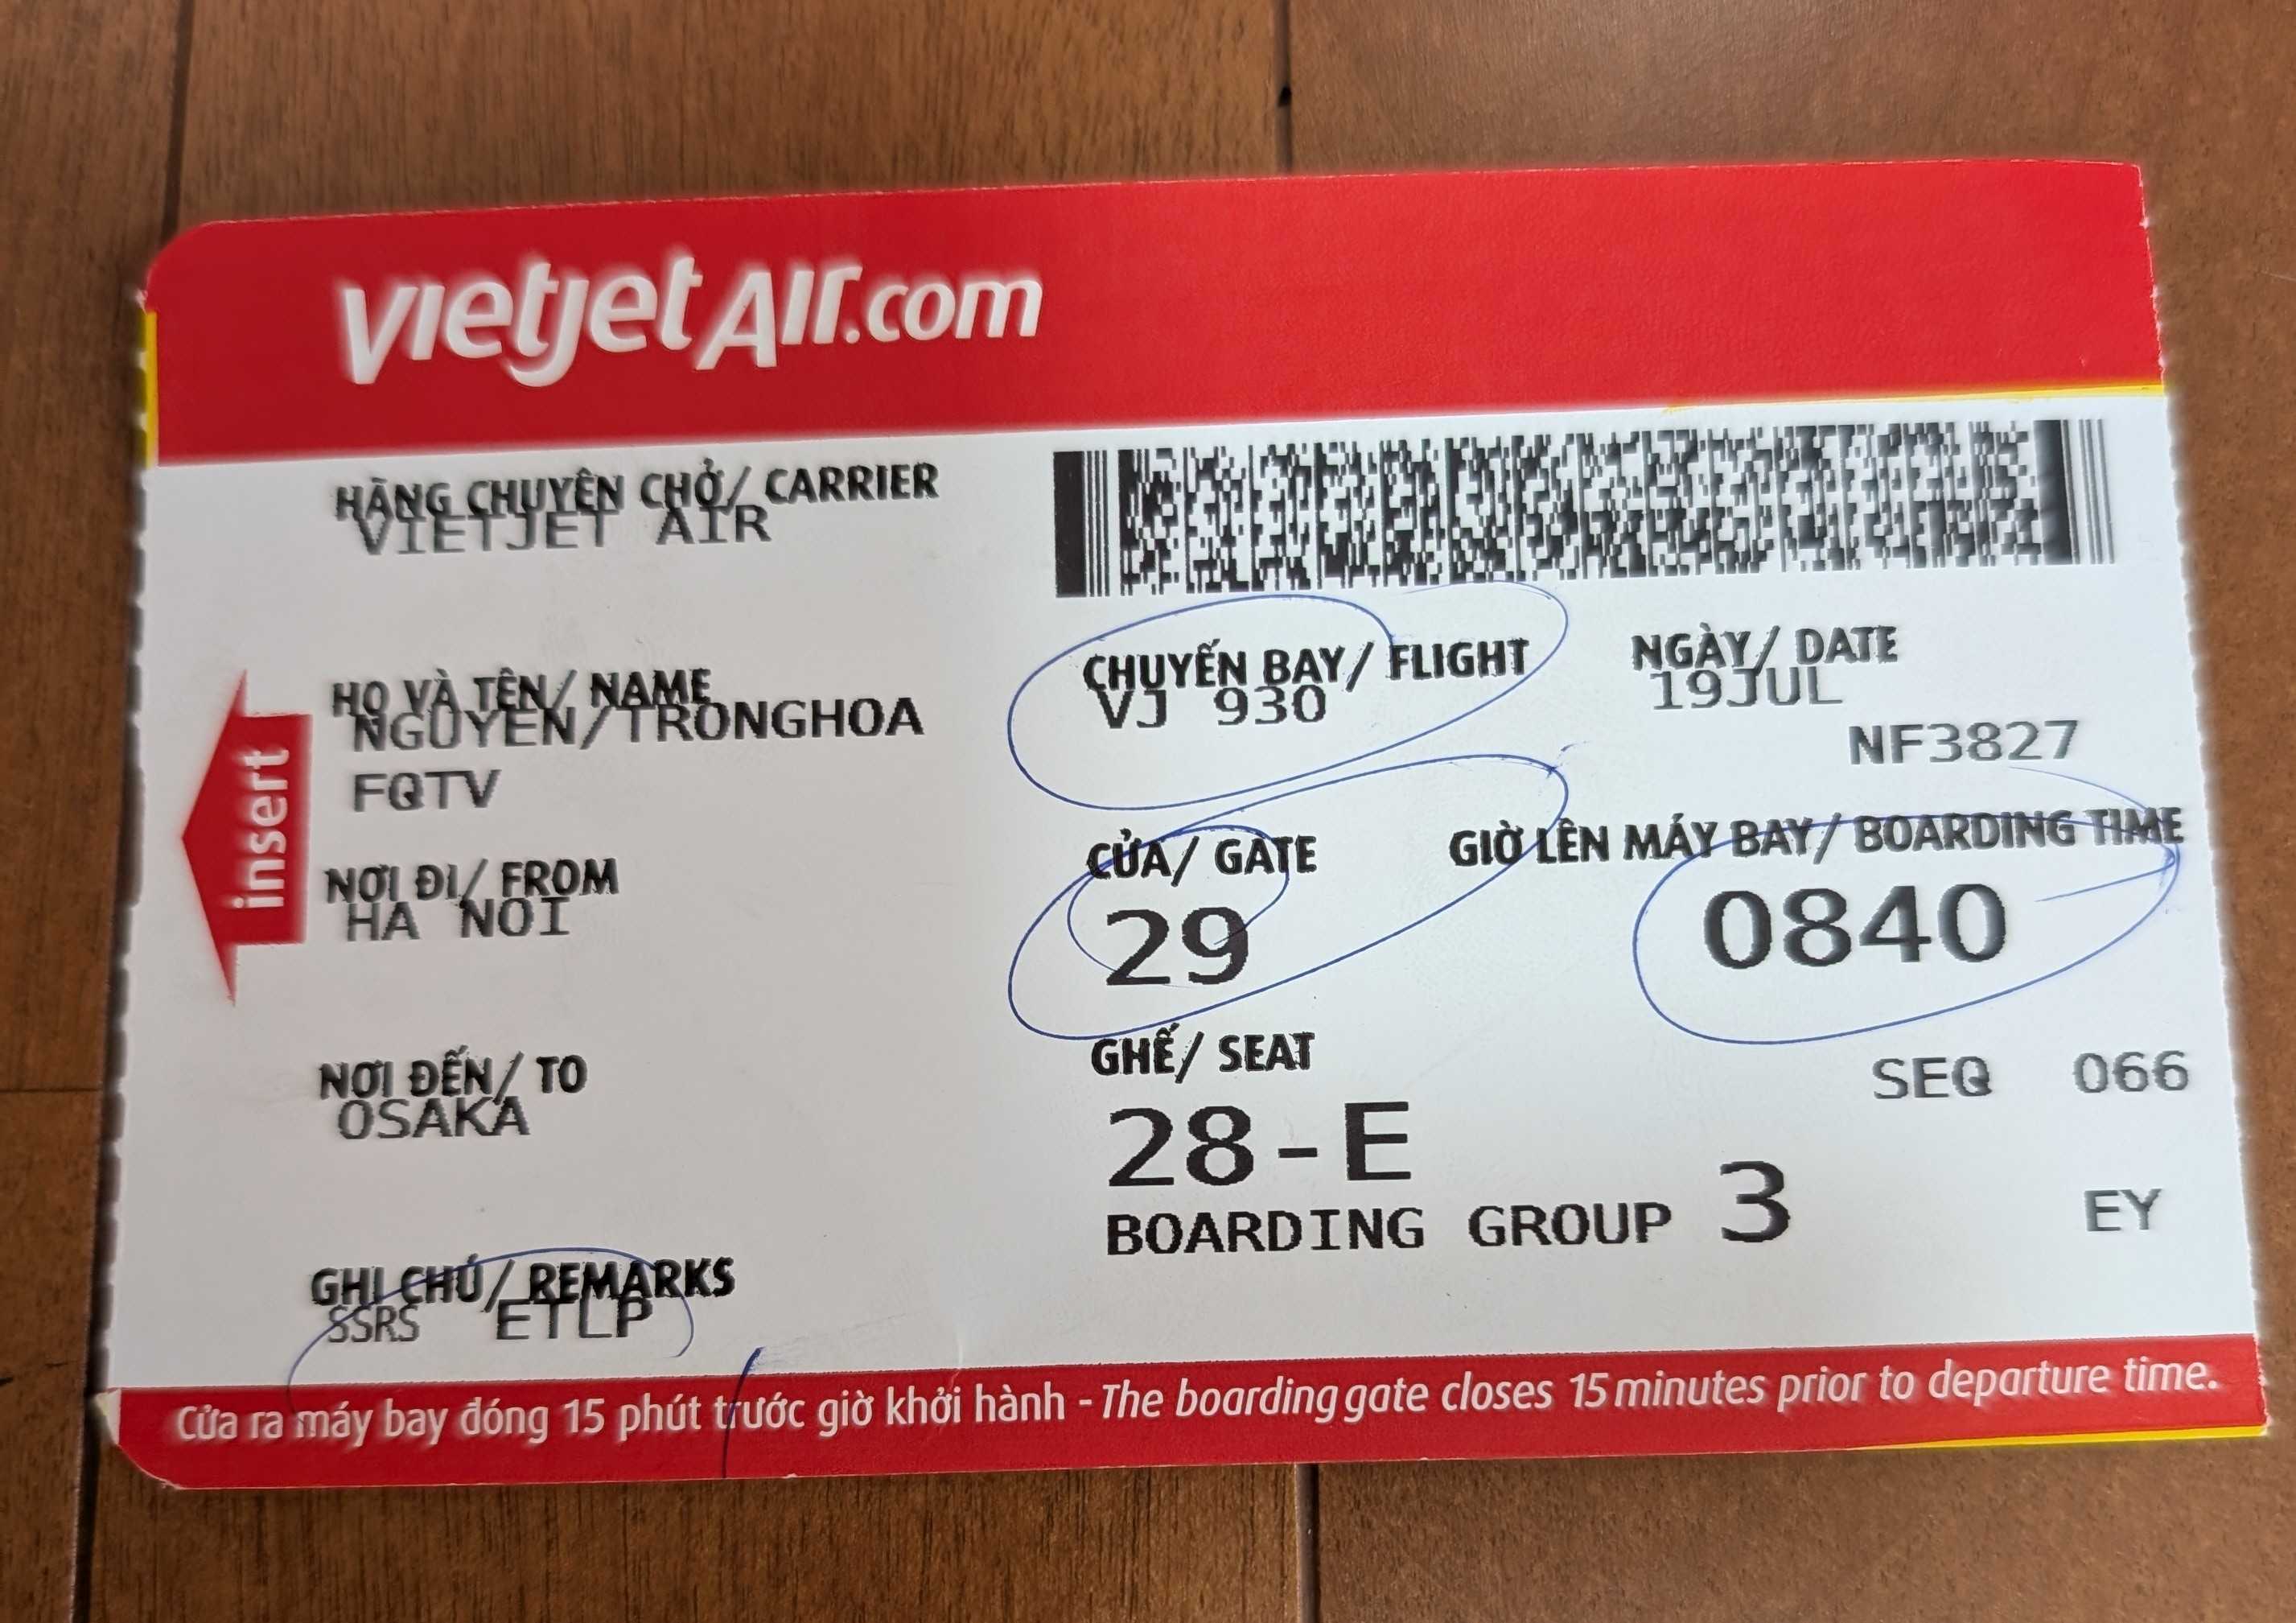 vietjet Air.com
HÃNG CHUYÊN CHỞ/ CARRIER
VIETJET AIR
HỌ VÀ TÊN/ NAME
NGUYEN/TRONGHOA
FQTV
NƠI ĐI/ FROM
HA NOI
NƠI ĐẾN/ TO
OSAKA
GHI CHÚ/ REMARKS
SSRS ETLP
insert
CHUYẾN BAY/ FLIGHT
VJ 930
NGÀY/ DATE
19JUL
NF3827
CỬA/ GATE
29
GIỜ LÊN MÁY BAY/ BOARDING TIME
0840
GHẾ/ SEAT
28-E
SEQ 066
BOARDING GROUP 3
EY
Cửa ra máy bay đóng 15 phút trước giờ khởi hành - The boarding gate closes 15 minutes prior to departure time.